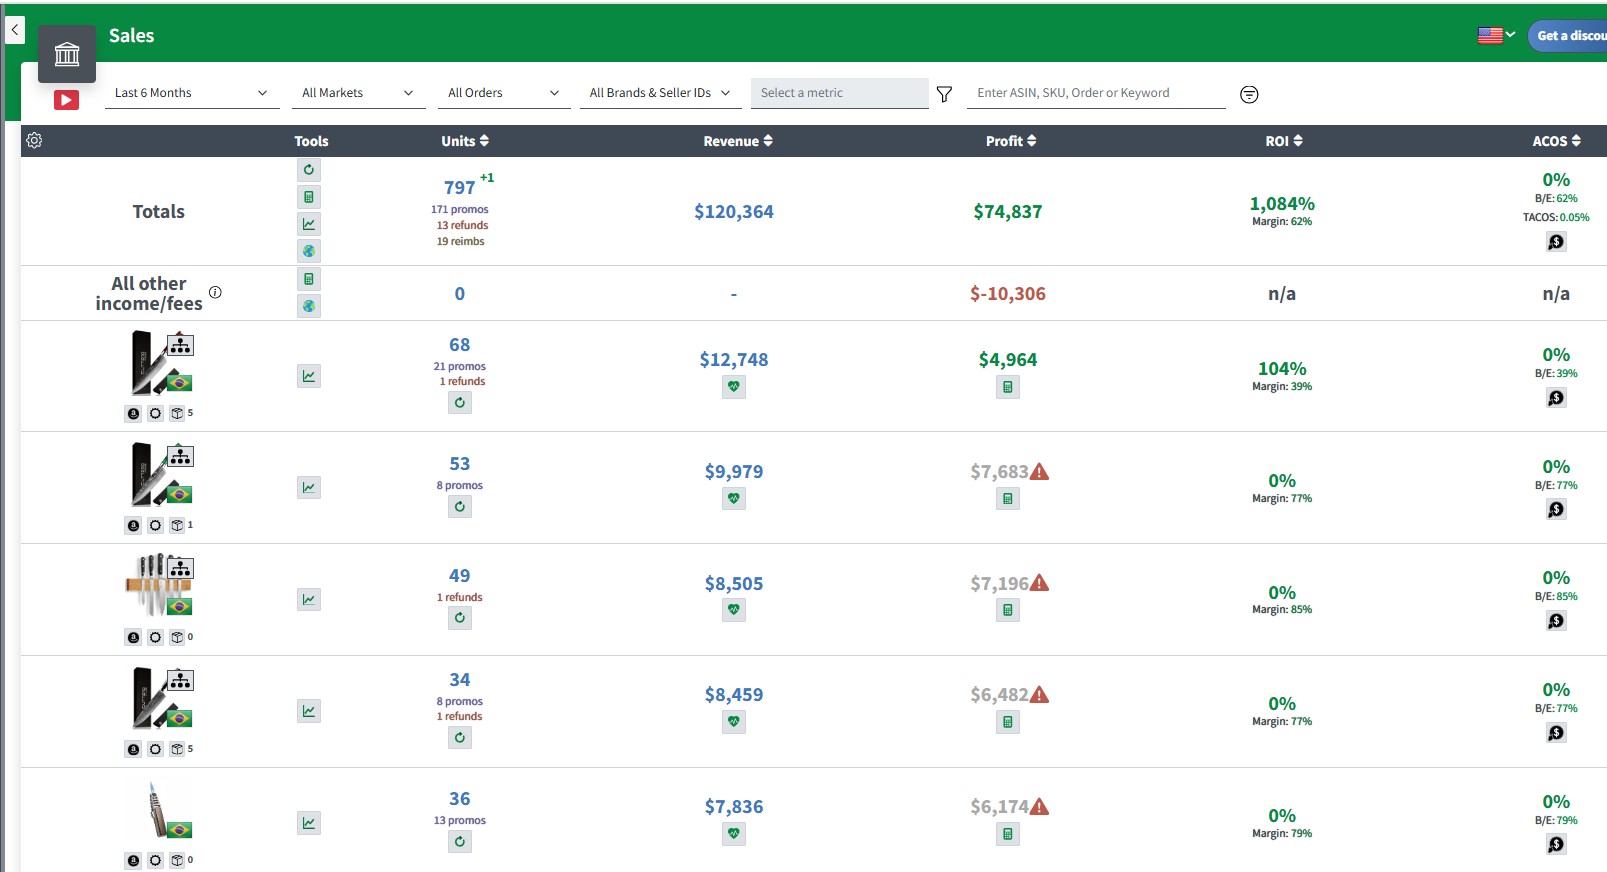 Sales
Get a discou
Last 6 Months
All Markets
All Orders
All Brands & Seller IDs
Select a metric
Enter ASIN, SKU, Order or Keyword
Tools Units Revenue Profit ROI ACOS
Totals
797 +1
171 promos
13 refunds
19 reimbs
$120,364
$74,837
1,084%
Margin: 62%
0%
B/E: 62%
TACOS: 0.05%
All other
income/fees
0
-
$-10,306
n/a
n/a
5
68
21 promos
1 refunds
$12,748
$4,964
104%
Margin: 39%
0%
B/E: 39%
1
53
8 promos
$9,979
$7,683
0%
Margin: 77%
0%
B/E: 77%
0
49
1 refunds
$8,505
$7,196
0%
Margin: 85%
0%
B/E: 85%
5
34
8 promos
1 refunds
$8,459
$6,482
0%
Margin: 77%
0%
B/E: 77%
0
36
13 promos
$7,836
$6,174
0%
Margin: 79%
0%
B/E: 79%